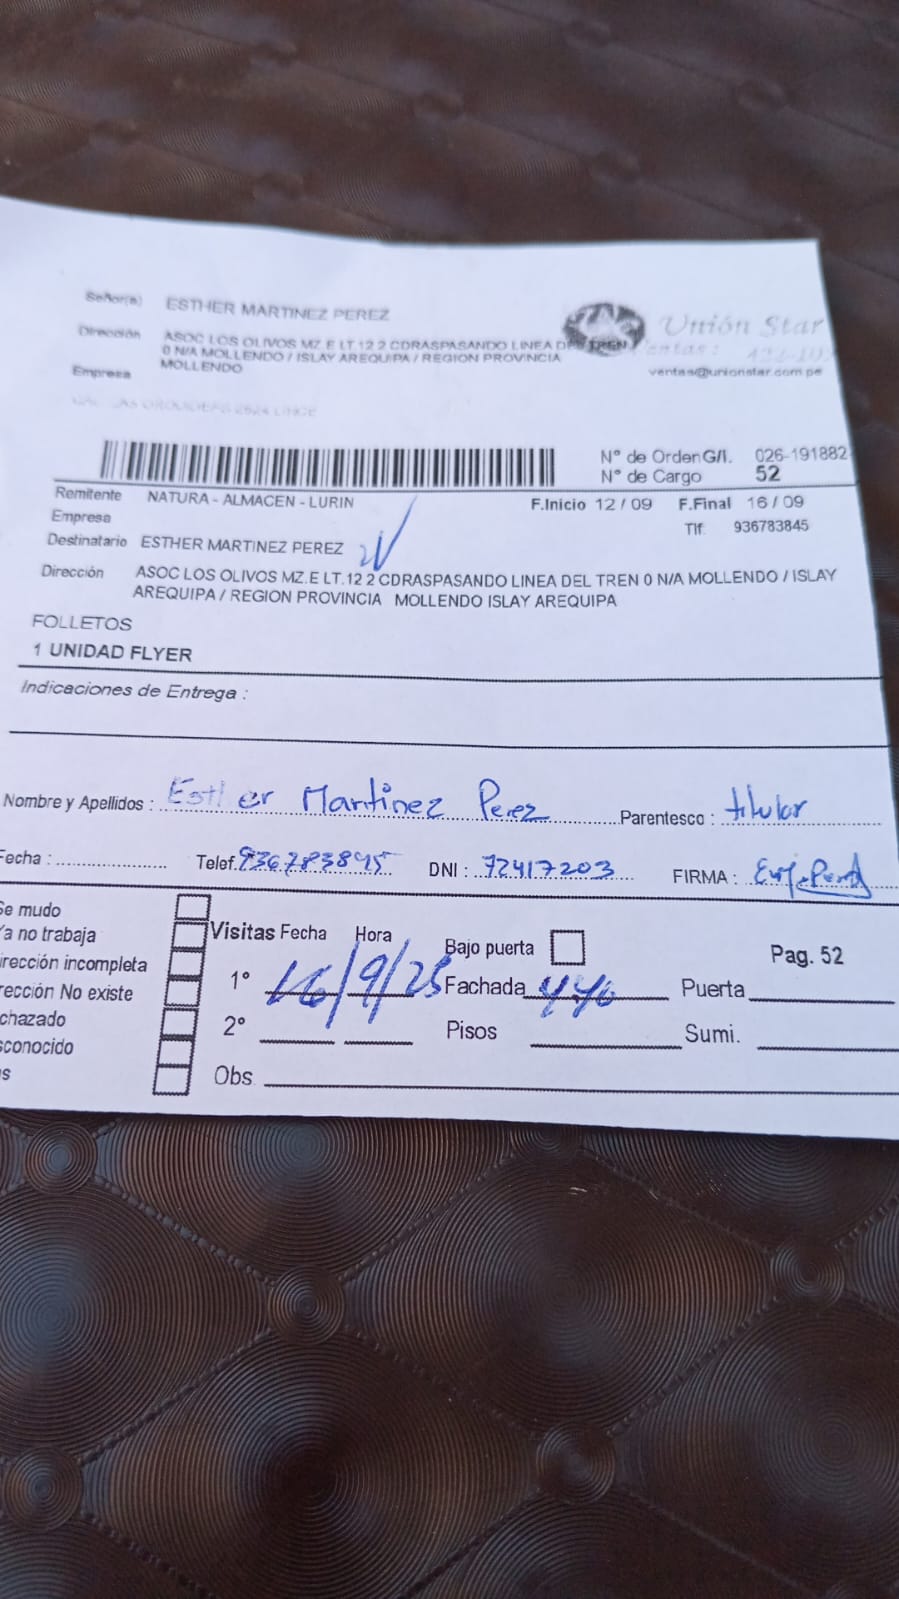 Señor(a) ESTHER MARTINEZ PEREZ
Dirección ASOC LOS OLIVOS MZ.E LT.12 2 CDRASPASANDO LINEA DEL TREN
0 N/A MOLLENDO / ISLAY AREQUIPA / REGION PROVINCIA
MOLLENDO
Empresa
Unión Star
ventas@unionstar.com.pe
N° de Orden G/I. 026-191882
N° de Cargo 52
Remitente NATURA - ALMACEN - LURIN
F.Inicio 12 / 09 F.Final 16 / 09
Empresa
Tlf. 936783845
Destinatario ESTHER MARTINEZ PEREZ
Dirección ASOC LOS OLIVOS MZ.E LT.12 2 CDRASPASANDO LINEA DEL TREN 0 N/A MOLLENDO / ISLAY
AREQUIPA / REGION PROVINCIA MOLLENDO ISLAY AREQUIPA
FOLLETOS
1 UNIDAD FLYER
Indicaciones de Entrega :
Nombre y Apellidos : Esther Martinez Perez Parentesco : titular
Fecha : Telef. 936783845 DNI : 72417203 FIRMA :
Se mudo
Ya no trabaja
irección incompleta
rección No existe
chazado
sconocido
s
Visitas Fecha Hora
1° 16/9/25
2°
Obs
Bajo puerta
Fachada
Pisos
Pag. 52
Puerta
Sumi.